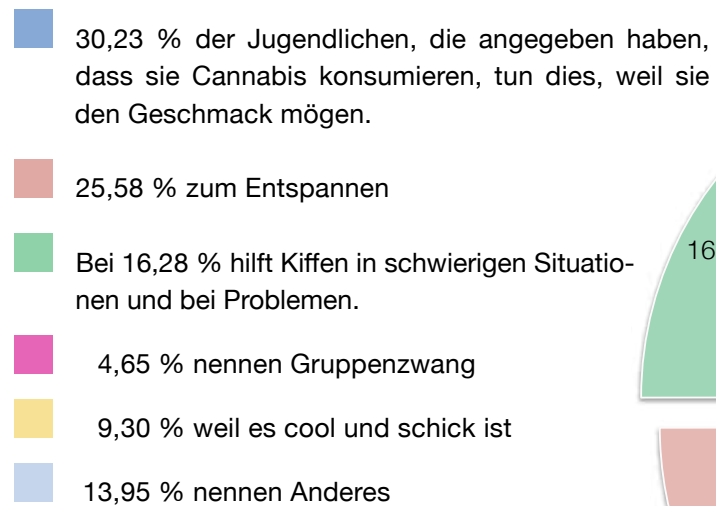 30,23 % der Jugendlichen, die angegeben haben,
dass sie Cannabis konsumieren, tun dies, weil sie
den Geschmack mögen.
25,58 % zum Entspannen
Bei 16,28 % hilft Kiffen in schwierigen Situatio-
nen und bei Problemen.
16
4,65 % nennen Gruppenzwang
9,30 % weil es cool und schick ist
13,95 % nennen Anderes